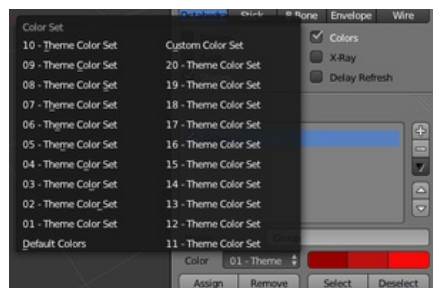 Octahedral Stick B-Bone Envelope Wire
Color Set
10 - Theme Color Set
09 - Theme Color Set
08 - Theme Color Set
07 - Theme Color Set
06 - Theme Color Set
05 - Theme Color Set
04 - Theme Color Set
03 - Theme Color Set
02 - Theme Color Set
01 - Theme Color Set
Default Colors
Custom Color Set
20 - Theme Color Set
19 - Theme Color Set
18 - Theme Color Set
17 - Theme Color Set
16 - Theme Color Set
15 - Theme Color Set
14 - Theme Color Set
13 - Theme Color Set
12 - Theme Color Set
11 - Theme Color Set
Colors
X-Ray
Delay Refresh
Group
Color 01 - Theme
Assign Remove Select Deselect